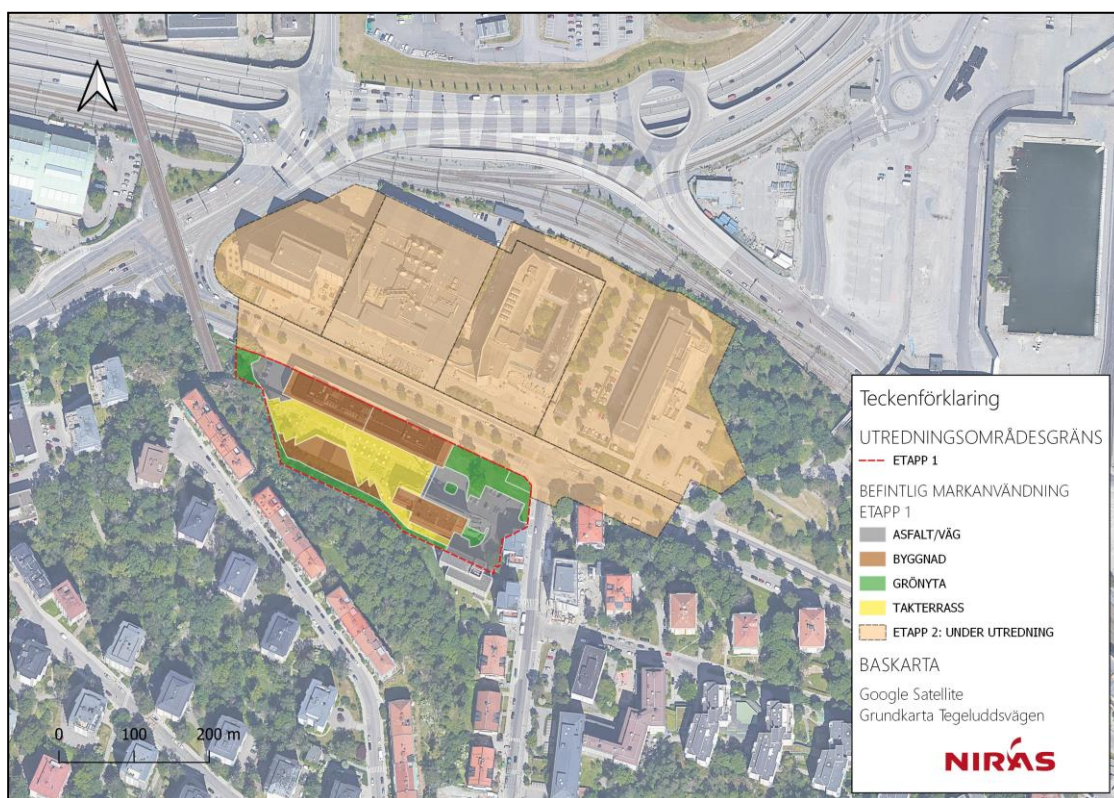 Teckenförklaring
UTREDNINGSOMRÅDESGRÄNS
ETAPP 1
BEFINTLIG MARKANVÄNDNING
ETAPP 1
ASFALT/VÄG
BYGGNAD
GRÖNYTA
TAKTERRASS
ETAPP 2: UNDER UTREDNING
BASKARTA
Google Satellite
Grundkarta Tegeluddsvägen
NIRAS
0 100 200 m